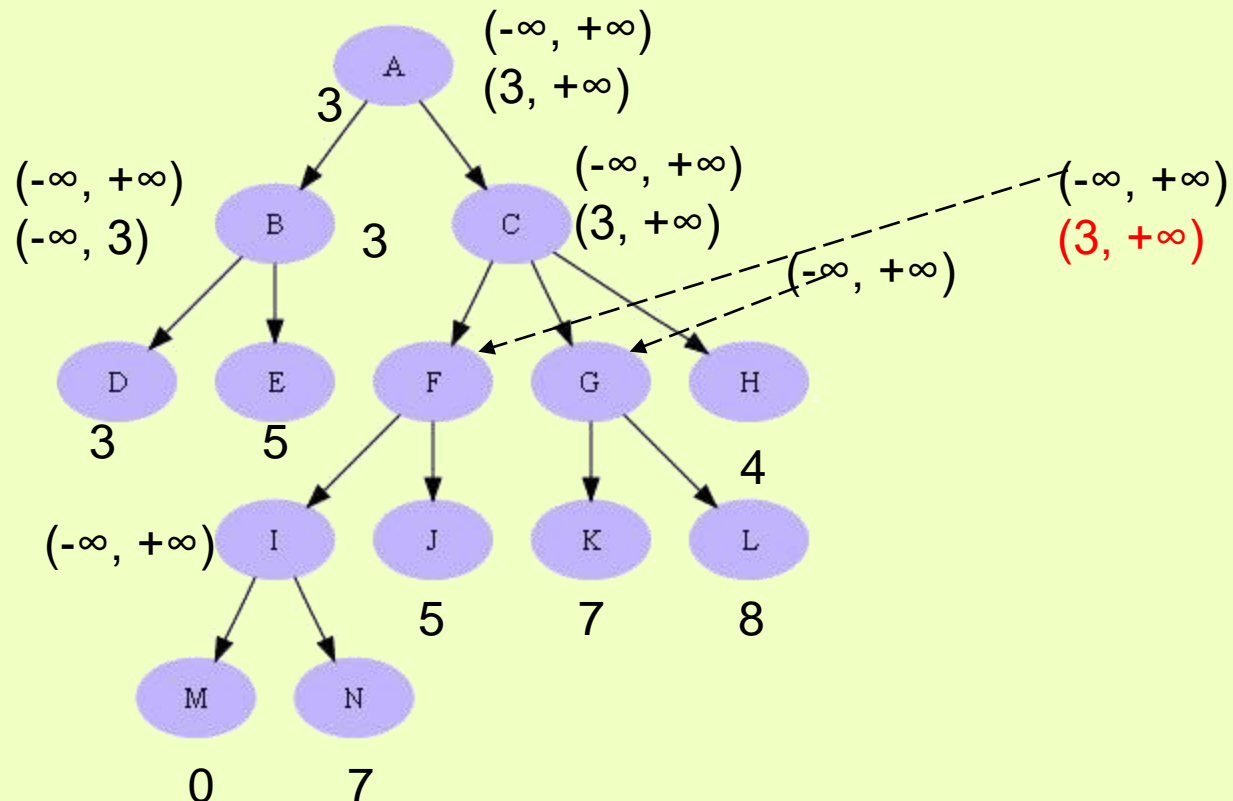 (-∞, +∞)
A
(3, +∞)
3
(-∞, +∞)
(-∞, +∞)
(-∞, +∞)
B
C
(3, +∞)
(-∞, 3)
3
(3, +∞)
(-∞, +∞)
D
E
F
G
H
3
5
4
(-∞, +∞)
I
J
K
L
5
7
8
M
N
0
7